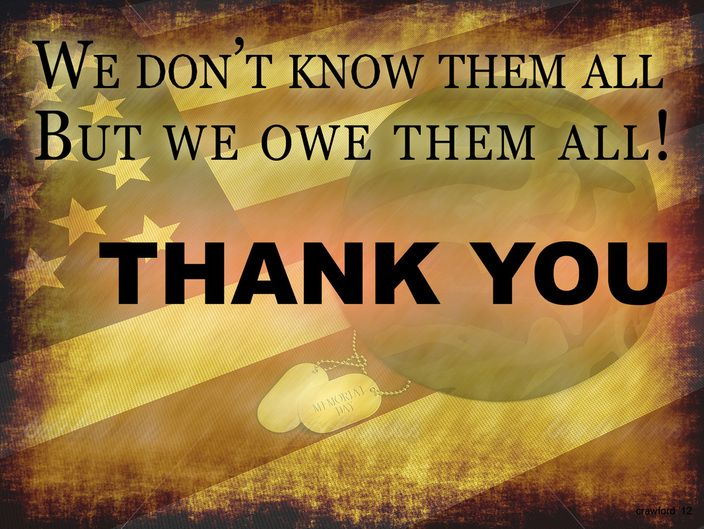 We don't know them all
But we owe them all!
THANK YOU
MEMORIAL
DAY
crawford 12